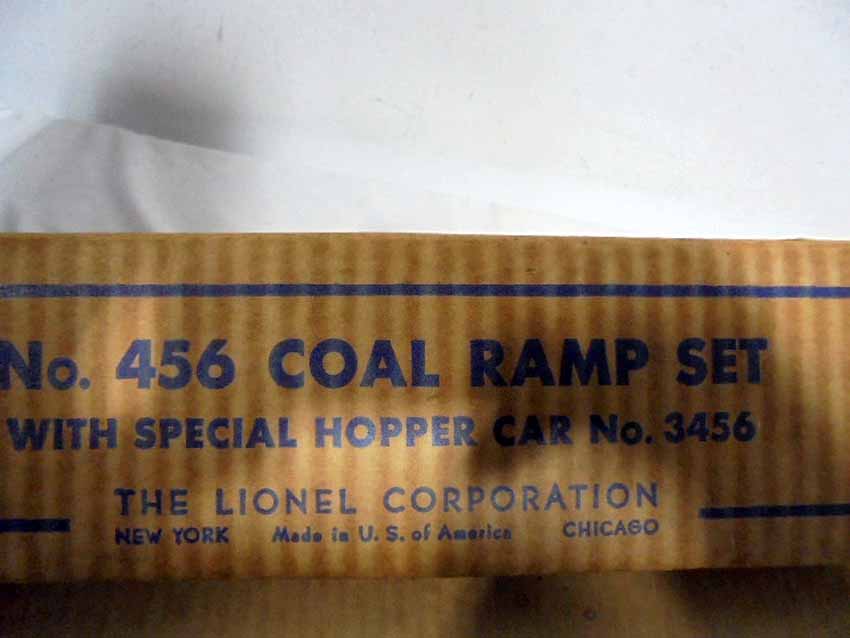 No. 456 COAL RAMP SET
WITH SPECIAL HOPPER CAR No. 3456
THE LIONEL CORPORATION
NEW YORK Made in U. S. of America CHICAGO